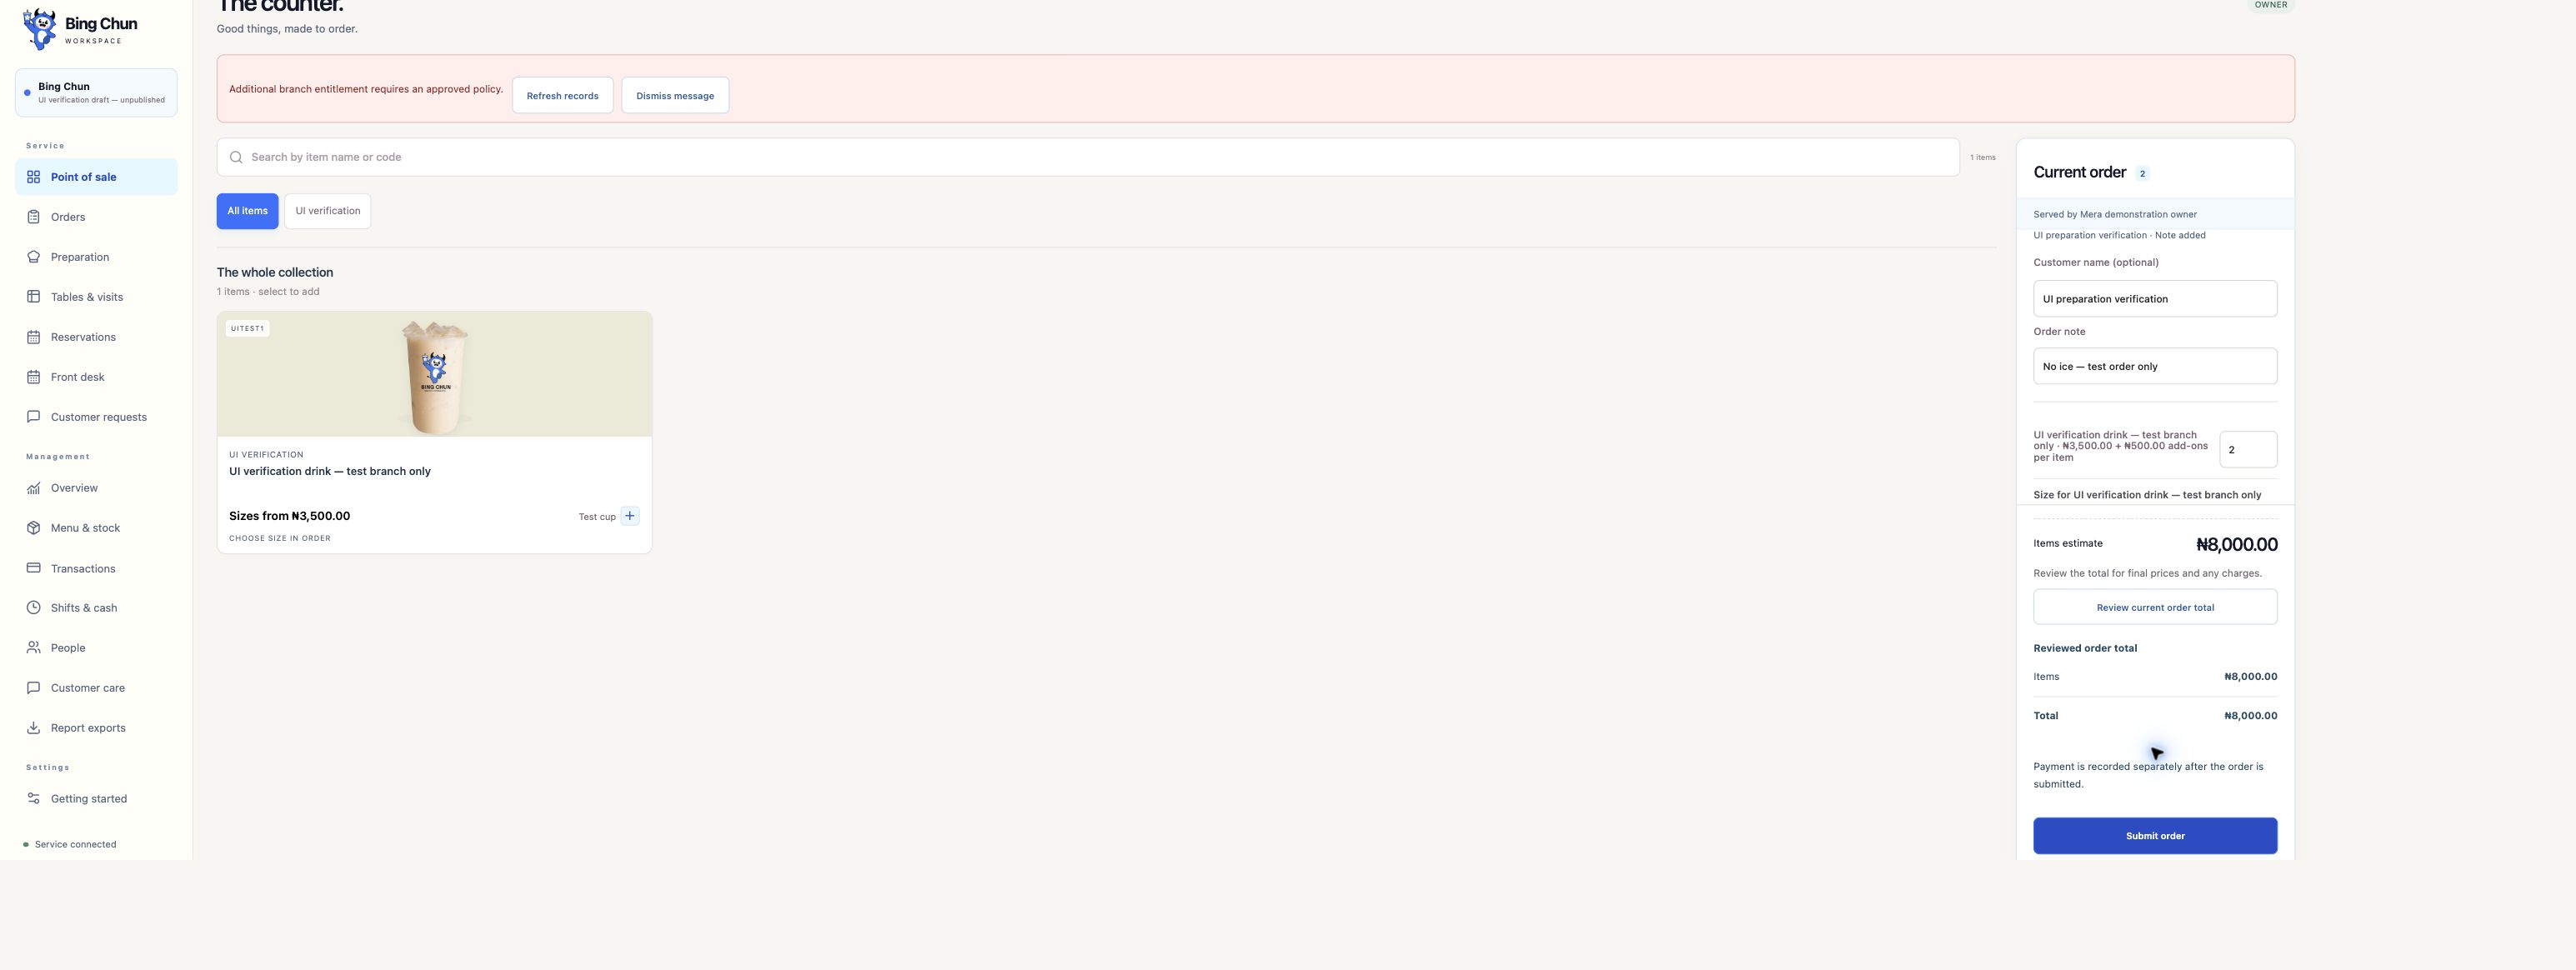 Bing Chun
WORKSPACE
Bing Chun
UI verification draft — unpublished
Service
Point of sale
Orders
Preparation
Tables & visits
Reservations
Front desk
Customer requests
Management
Overview
Menu & stock
Transactions
Shifts & cash
People
Customer care
Report exports
Settings
Getting started
Service connected
The counter.
Good things, made to order.
OWNER
Additional branch entitlement requires an approved policy.
Refresh records
Dismiss message
Search by item name or code
1 items
All items
UI verification
The whole collection
1 items · select to add
UITEST1
BING CHUN
UI VERIFICATION
UI verification drink — test branch only
Sizes from ₦3,500.00
Test cup
CHOOSE SIZE IN ORDER
Current order 2
Served by Mera demonstration owner
UI preparation verification · Note added
Customer name (optional)
UI preparation verification
Order note
No ice — test order only
UI verification drink — test branch
only · ₦3,500.00 + ₦500.00 add-ons
per item
2
Size for UI verification drink — test branch only
Items estimate ₦8,000.00
Review the total for final prices and any charges.
Review current order total
Reviewed order total
Items ₦8,000.00
Total ₦8,000.00
Payment is recorded separately after the order is
submitted.
Submit order